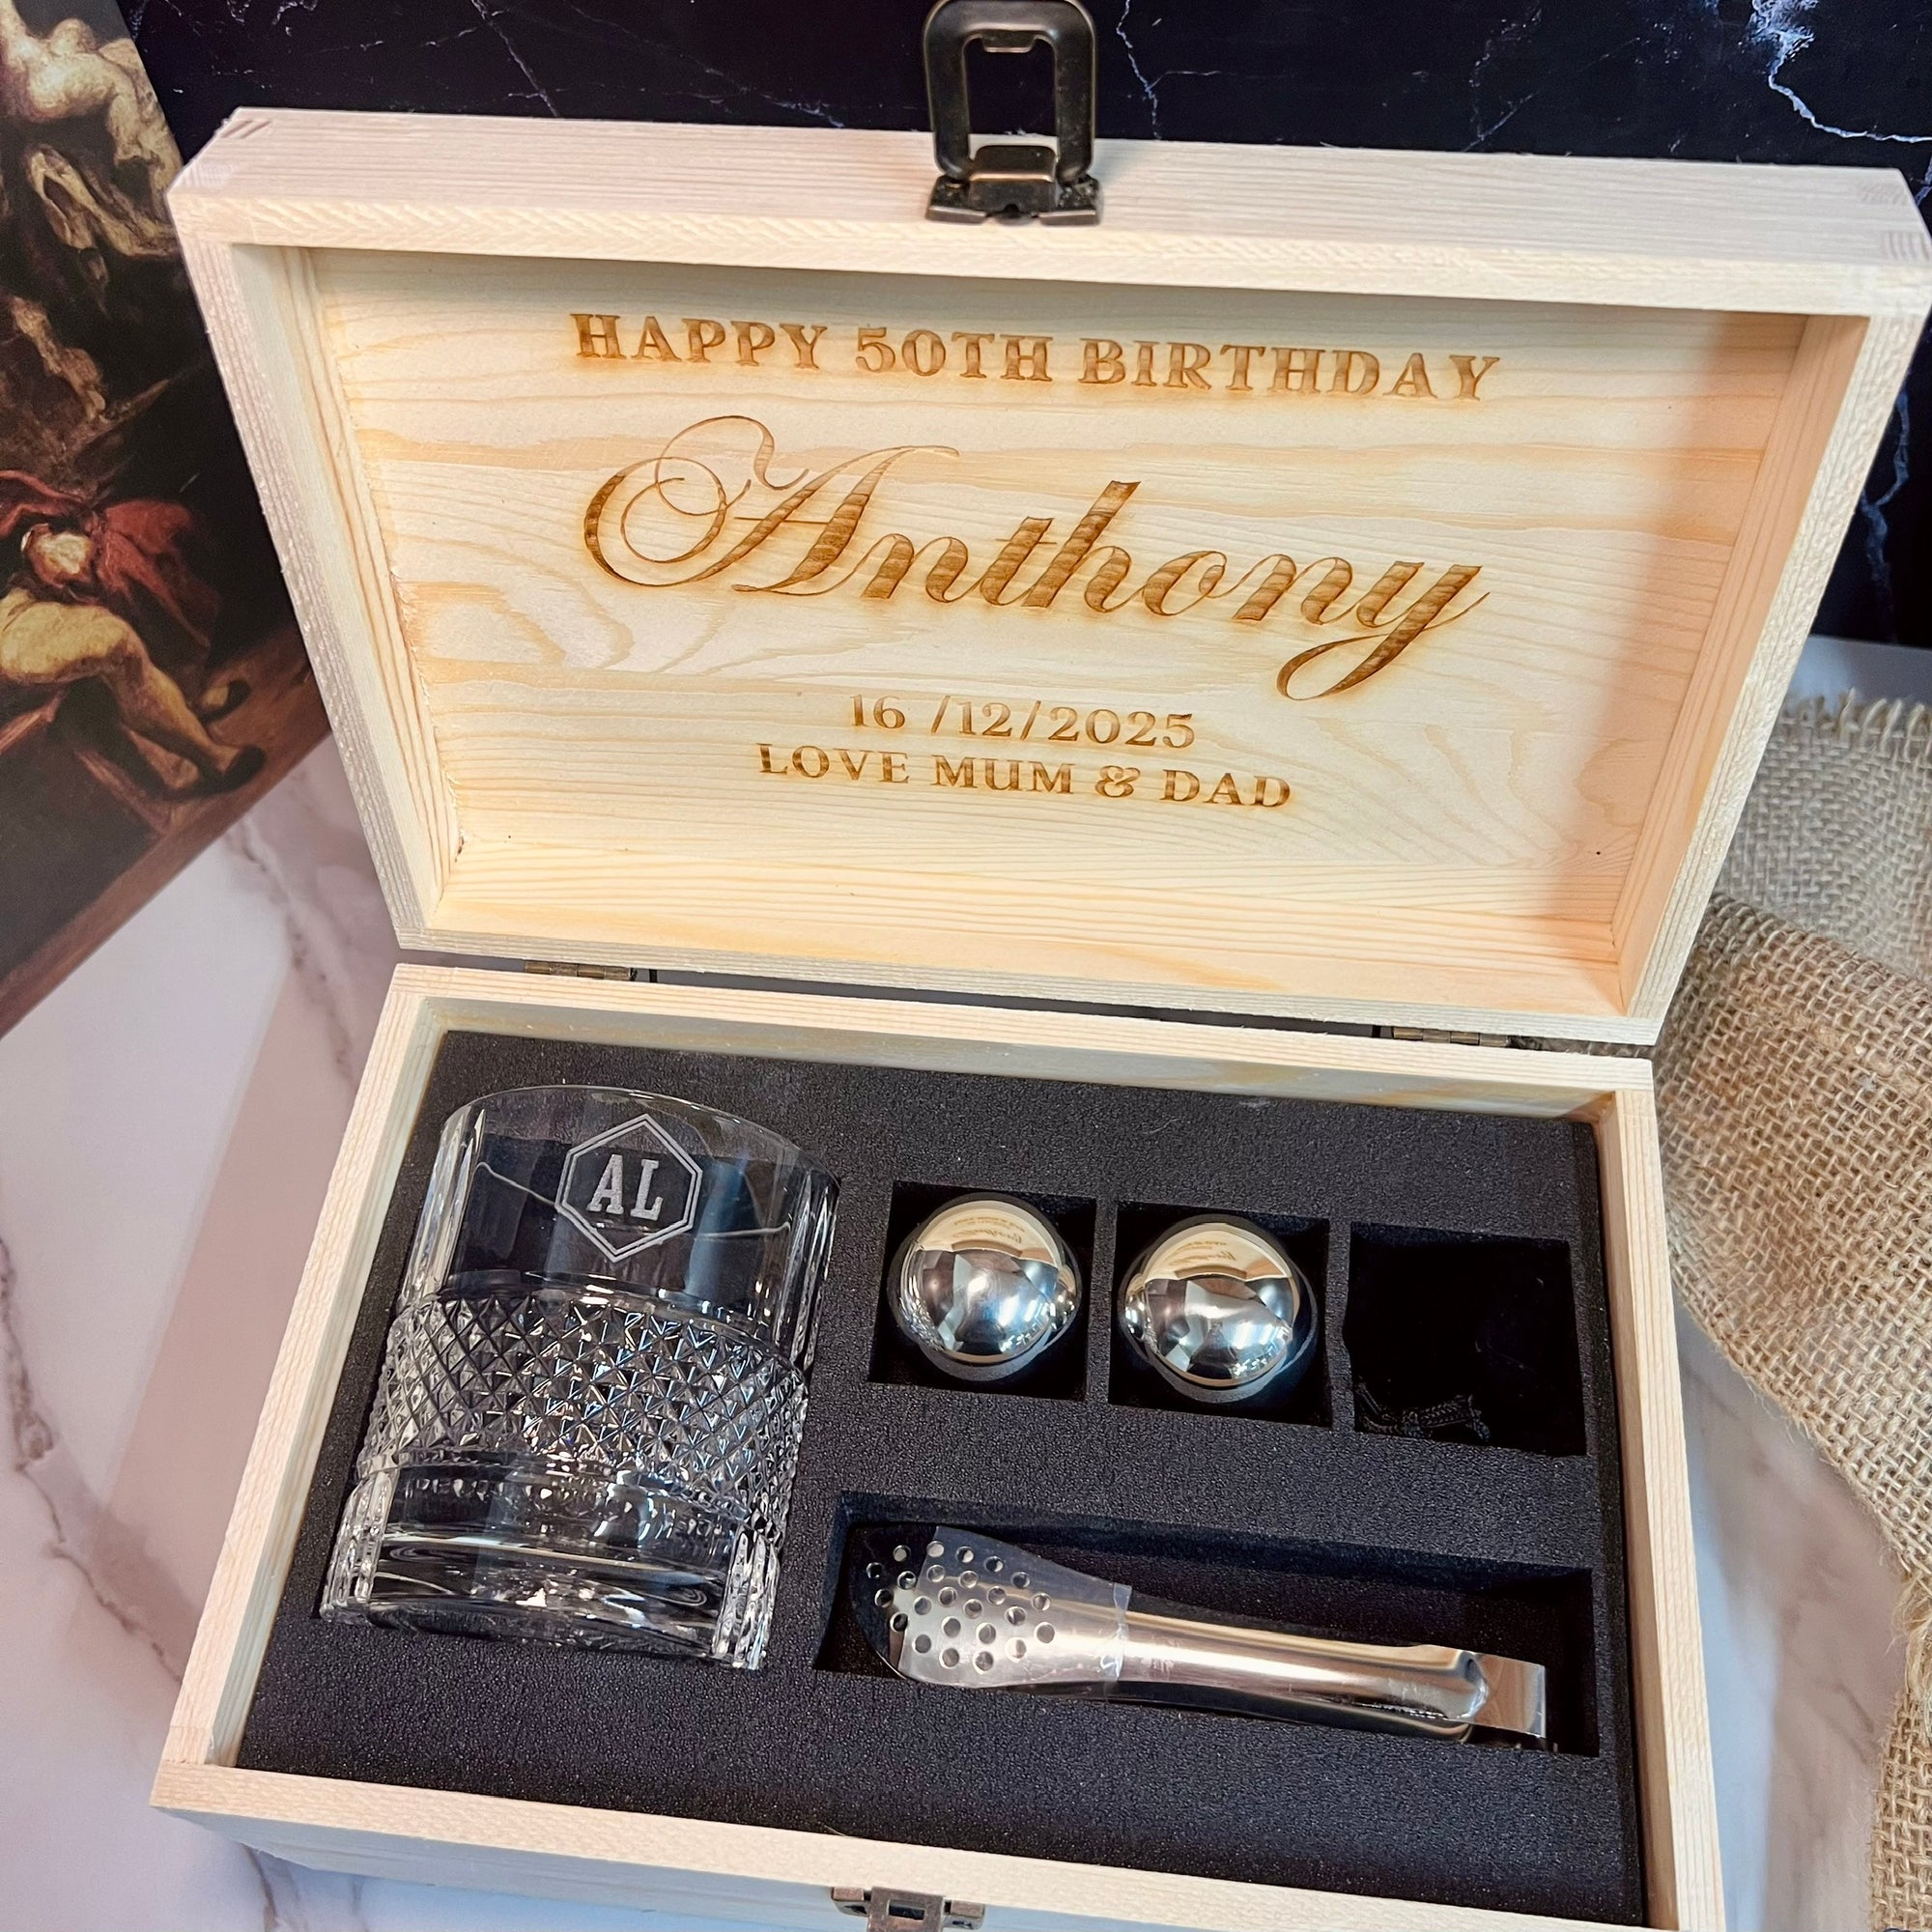 HAPPY 50TH BIRTHDAY
Anthony
16 /12/2025
LOVE MUM & DAD
AL